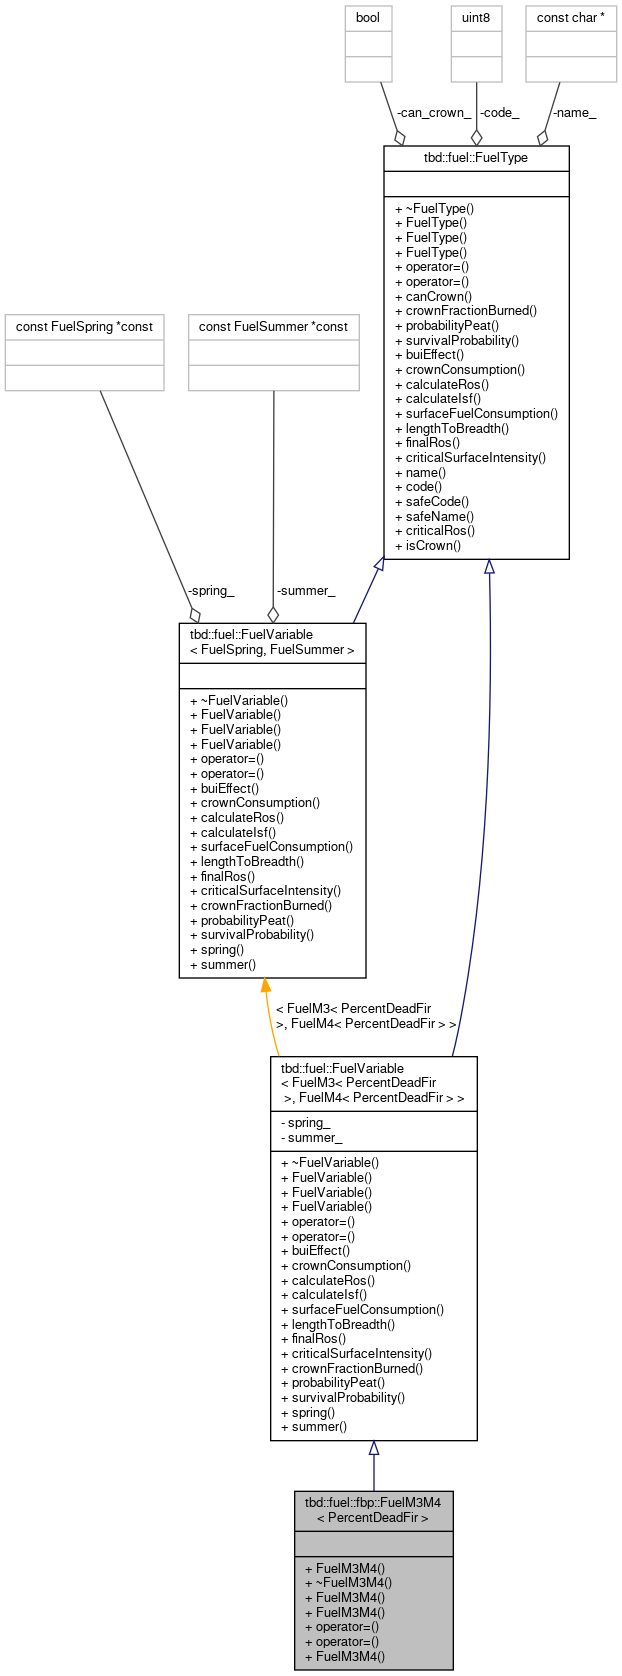 bool
uint8
const char *
-can_crown_
-code_
-name_
tbd::fuel::FuelType
+ ~FuelType()
+ FuelType()
+ FuelType()
+ FuelType()
+ operator=()
+ operator=()
+ canCrown()
+ crownFractionBurned()
+ probabilityPeat()
+ survivalProbability()
+ buiEffect()
+ crownConsumption()
+ calculateRos()
+ calculateIsf()
+ surfaceFuelConsumption()
+ lengthToBreadth()
+ finalRos()
+ criticalSurfaceIntensity()
+ name()
+ code()
+ safeCode()
+ safeName()
+ criticalRos()
+ isCrown()
const FuelSpring *const
const FuelSummer *const
-spring_
-summer_
tbd::fuel::FuelVariable
< FuelSpring, FuelSummer >
+ ~FuelVariable()
+ FuelVariable()
+ FuelVariable()
+ FuelVariable()
+ operator=()
+ operator=()
+ buiEffect()
+ crownConsumption()
+ calculateRos()
+ calculateIsf()
+ surfaceFuelConsumption()
+ lengthToBreadth()
+ finalRos()
+ criticalSurfaceIntensity()
+ crownFractionBurned()
+ probabilityPeat()
+ survivalProbability()
+ spring()
+ summer()
< FuelM3< PercentDeadFir
>, FuelM4< PercentDeadFir > >
tbd::fuel::FuelVariable
< FuelM3< PercentDeadFir
>, FuelM4< PercentDeadFir > >
- spring_
- summer_
+ ~FuelVariable()
+ FuelVariable()
+ FuelVariable()
+ FuelVariable()
+ operator=()
+ operator=()
+ buiEffect()
+ crownConsumption()
+ calculateRos()
+ calculateIsf()
+ surfaceFuelConsumption()
+ lengthToBreadth()
+ finalRos()
+ criticalSurfaceIntensity()
+ crownFractionBurned()
+ probabilityPeat()
+ survivalProbability()
+ spring()
+ summer()
tbd::fuel::fbp::FuelM3M4
< PercentDeadFir >
+ FuelM3M4()
+ ~FuelM3M4()
+ FuelM3M4()
+ FuelM3M4()
+ operator=()
+ operator=()
+ FuelM3M4()